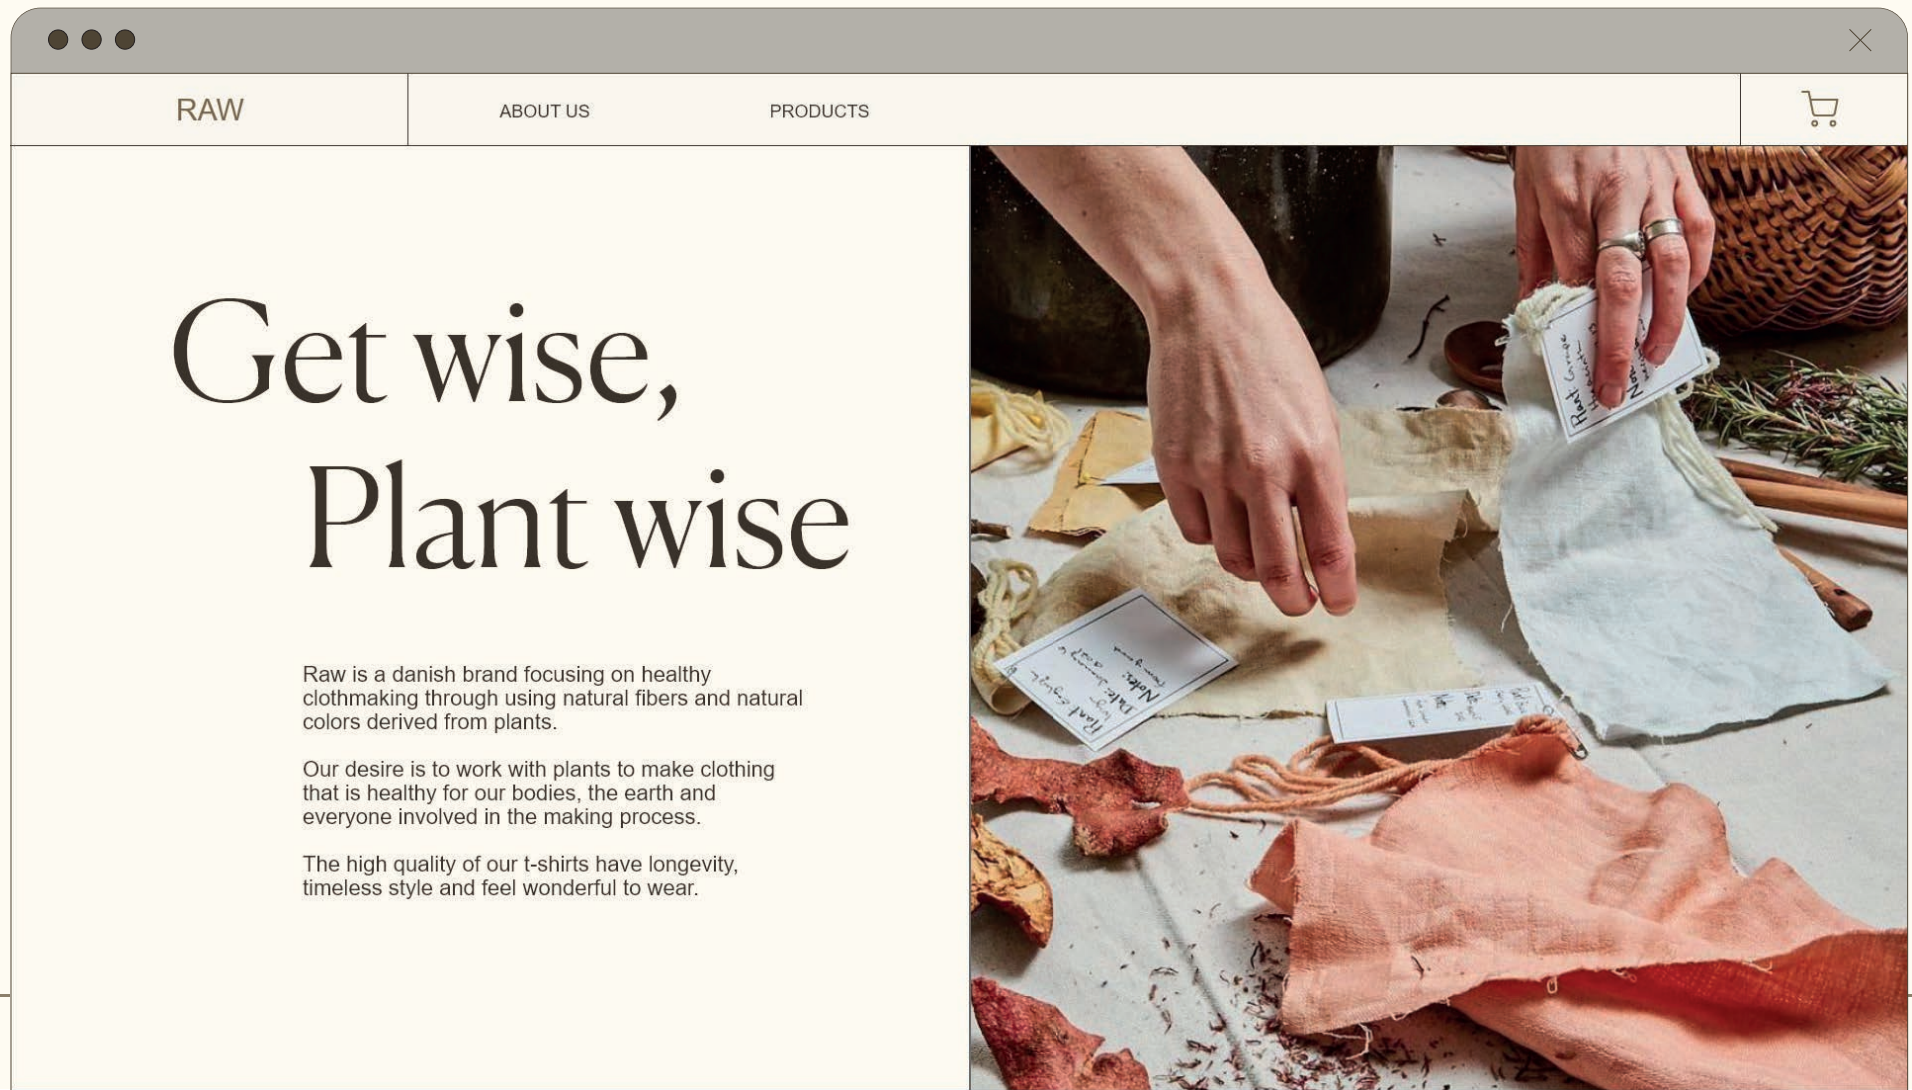 RAW
ABOUT US
PRODUCTS
Get wise,
Plant wise
Raw is a danish brand focusing on healthy
clothmaking through using natural fibers and natural
colors derived from plants.
Our desire is to work with plants to make clothing
that is healthy for our bodies, the earth and
everyone involved in the making process.
The high quality of our t-shirts have longevity,
timeless style and feel wonderful to wear.
Plant:
Plant
Date:
Notes: